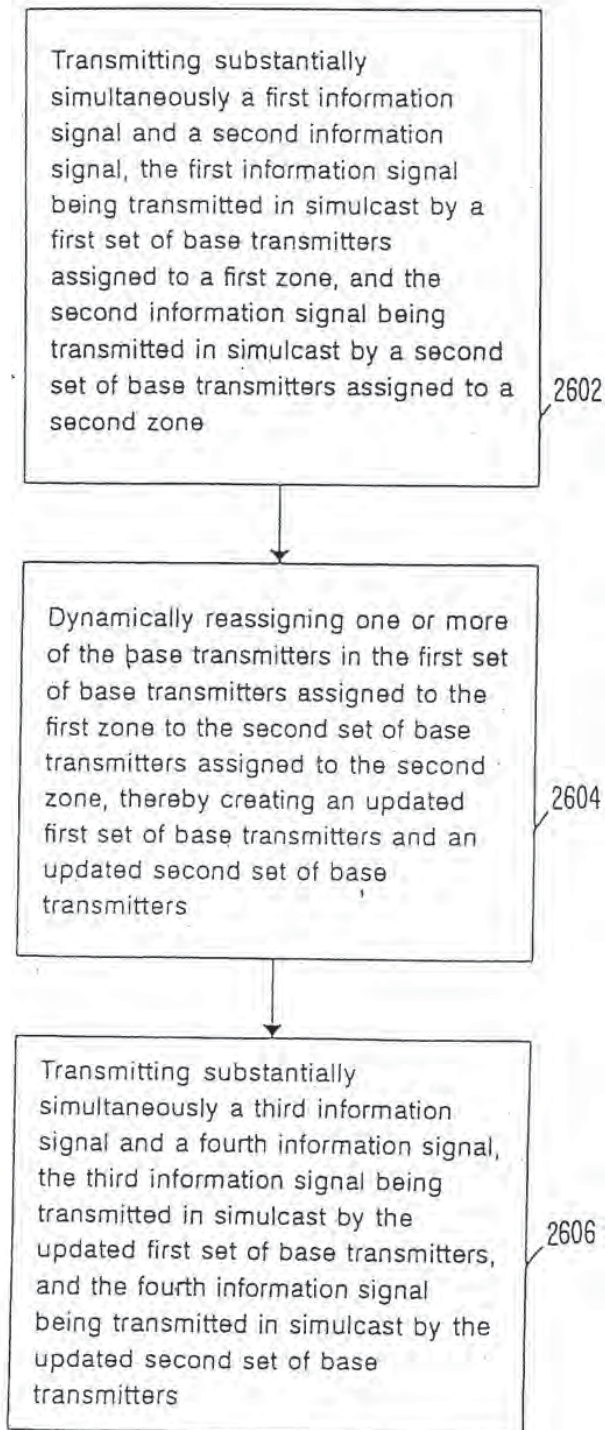 Transmitting substantially
simultaneously a first information
signal and a second information
signal, the first information signal
being transmitted in simulcast by a
first set of base transmitters
assigned to a first zone, and the
second information signal being
transmitted in simulcast by a second
set of base transmitters assigned to a
second zone
2602
Dynamically reassigning one or more
of the base transmitters in the first set
of base transmitters assigned to the
first zone to the second set of base
transmitters assigned to the second
zone, thereby creating an updated
first set of base transmitters and an
updated second set of base
transmitters
2604
Transmitting substantially
simultaneously a third information
signal and a fourth information signal,
the third information signal being
transmitted in simulcast by the
updated first set of base transmitters,
and the fourth information signal
being transmitted in simulcast by the
updated second set of base
transmitters
2606